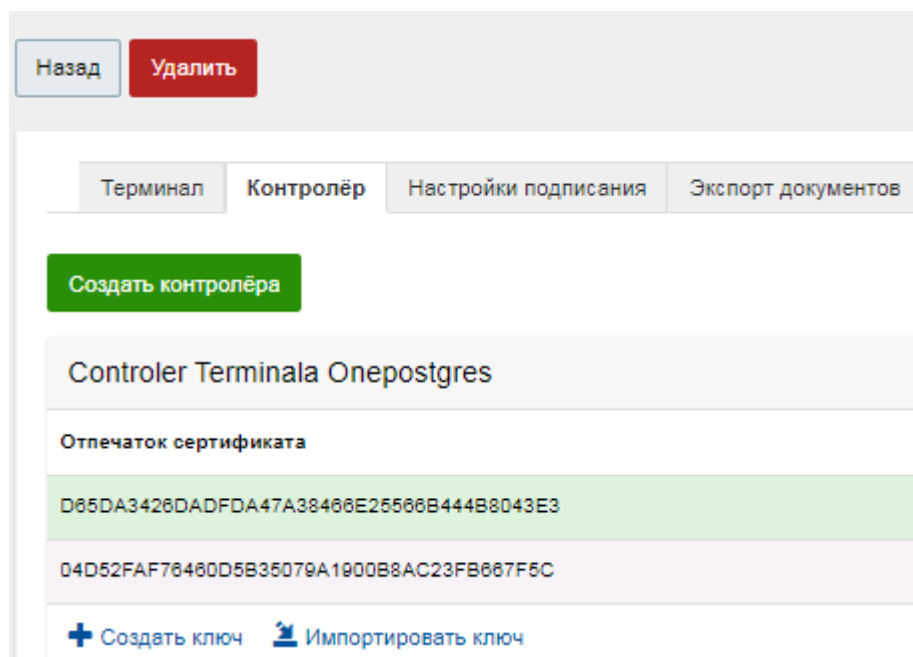 Назад Удалить
Терминал Контролёр Настройки подписания Экспорт документов
Создать контролёра
Controler Terminala Onepostgres
Отпечаток сертификата
D65DA3426DADFDA47A38466E25566B444B8043E3
04D52FAF76460D5B35079A1900B8AC23FB667F5C
Создать ключ Импортировать ключ